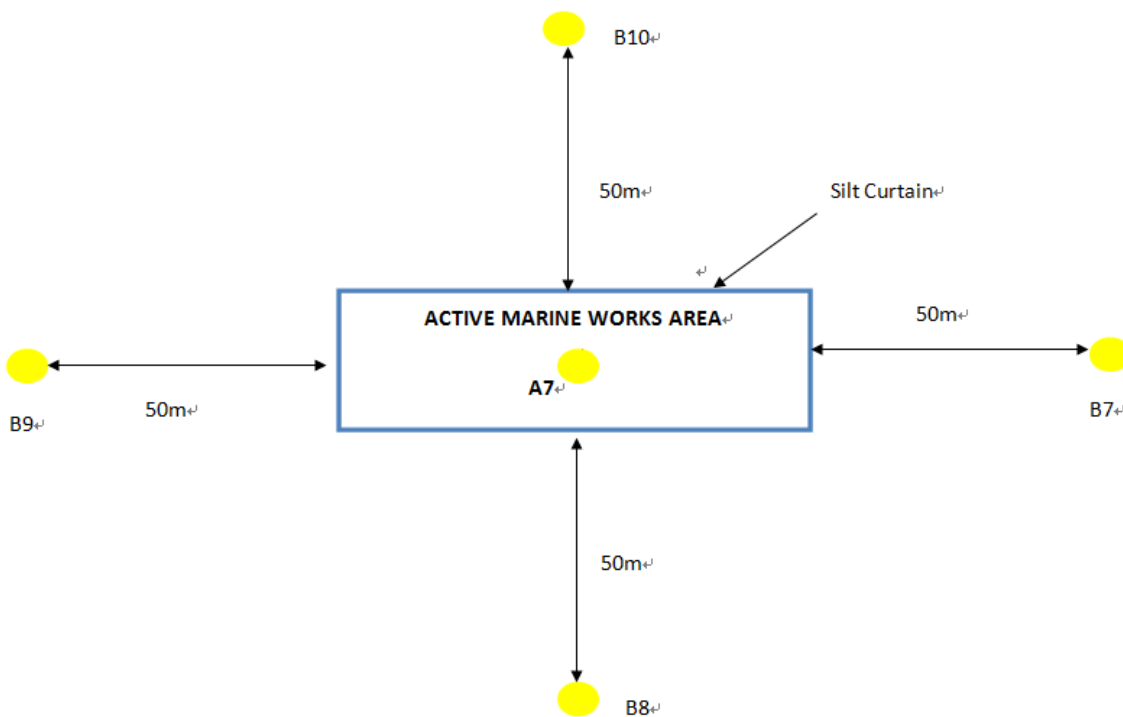 B10↵
50m↵
Silt Curtain↵
↵
ACTIVE MARINE WORKS AREA↵
50m↵
A7↵
50m↵
B9↵
B7↵
50m↵
B8↵